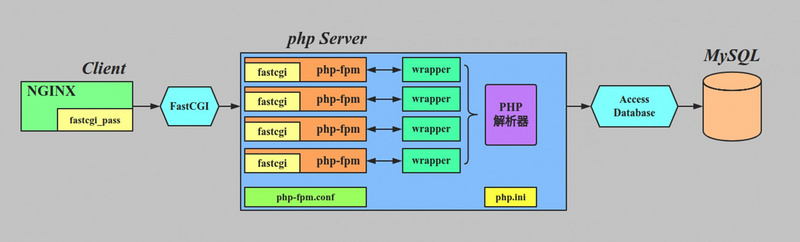 Client
NGINX
fastcgi_pass
FastCGI
php Server
fastcgi php-fpm wrapper
fastcgi php-fpm wrapper
fastcgi php-fpm wrapper
fastcgi php-fpm wrapper
PHP
解析器
php-fpm.conf
php.ini
Access
Database
MySQL